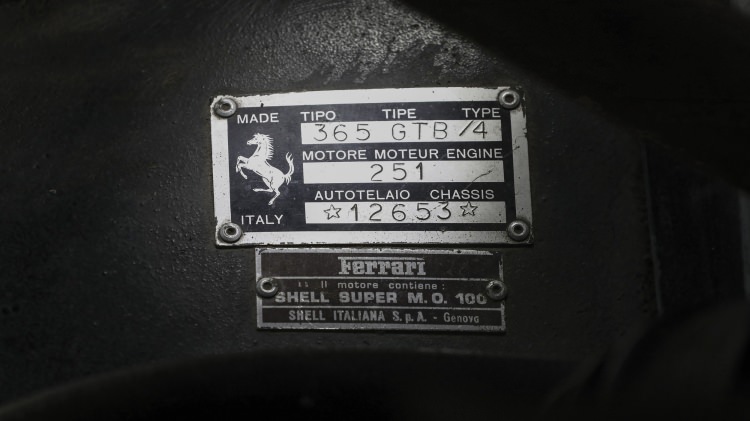 MADE TIPO TIPE TYPE
365 GTB/4
MOTORE MOTEUR ENGINE
251
AUTOTELAIO CHASSIS
ITALY ☆12653☆
Ferrari
Il motore contiene:
SHELL SUPER M.O. 100
SHELL ITALIANA S.p.A. - Genova